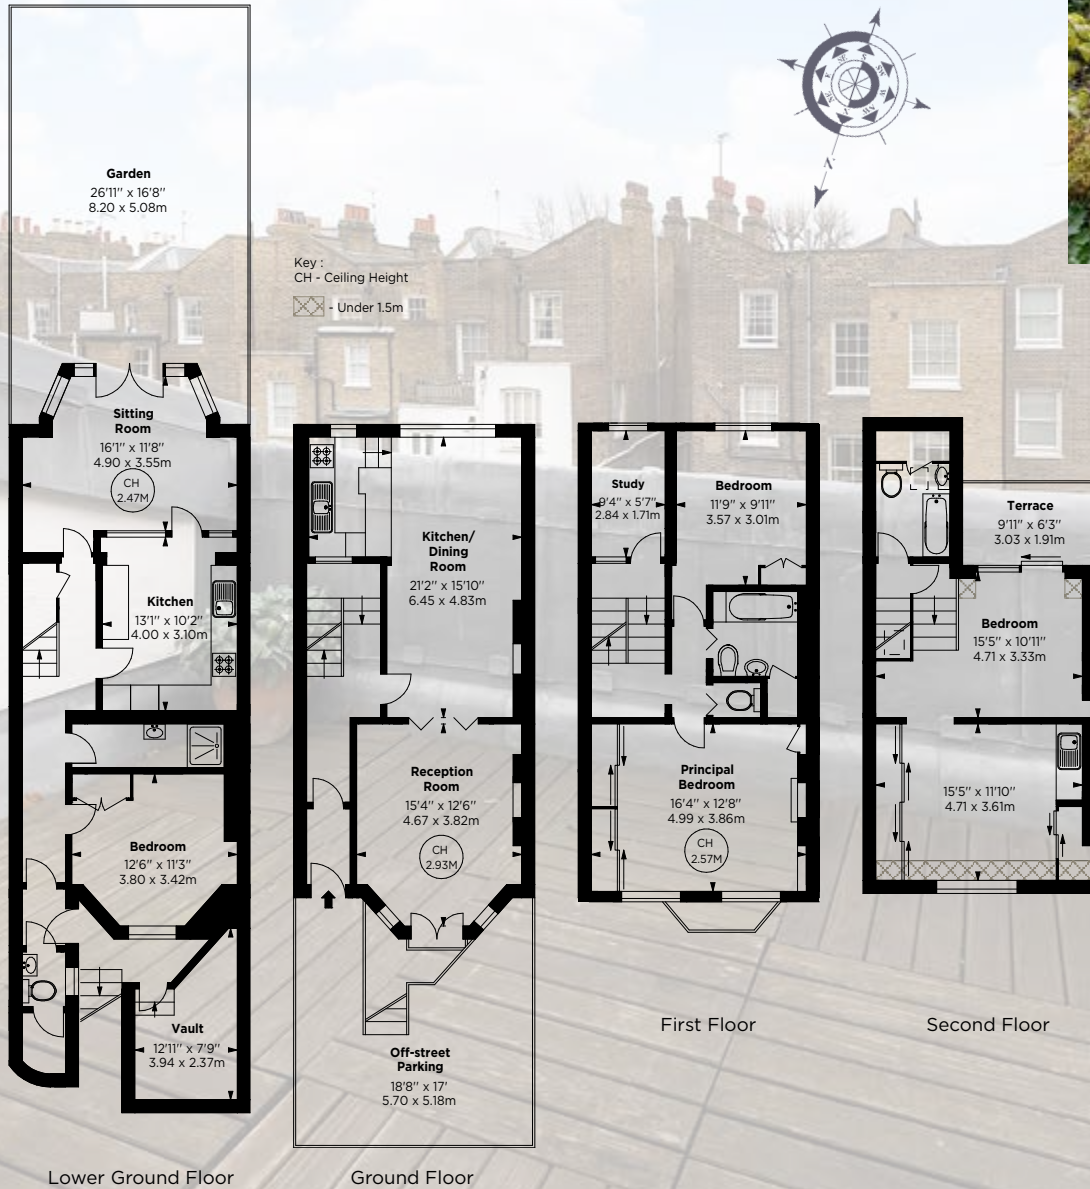 Garden
26'11'' x 16'8''
8.20 x 5.08m
Key :
CH - Ceiling Height
- Under 1.5m
Sitting
Room
16'1'' x 11'8''
4.90 x 3.55m
CH
2.47M
Kitchen
13'1'' x 10'2''
4.00 x 3.10m
Bedroom
12'6'' x 11'3''
3.80 x 3.42m
Vault
12'11'' x 7'9''
3.94 x 2.37m
Lower Ground Floor
Kitchen/
Dining
Room
21'2'' x 15'10''
6.45 x 4.83m
Reception
Room
15'4'' x 12'6''
4.67 x 3.82m
CH
2.93M
Off-street
Parking
18'8'' x 17'
5.70 x 5.18m
Ground Floor
Study
9'4'' x 5'7''
2.84 x 1.71m
Bedroom
11'9'' x 9'11''
3.57 x 3.01m
Principal
Bedroom
16'4'' x 12'8''
4.99 x 3.86m
CH
2.57M
First Floor
Terrace
9'11'' x 6'3''
3.03 x 1.91m
Bedroom
15'5'' x 10'11''
4.71 x 3.33m
15'5'' x 11'10''
4.71 x 3.61m
Second Floor
N
S
SW
W
NW
E
SE